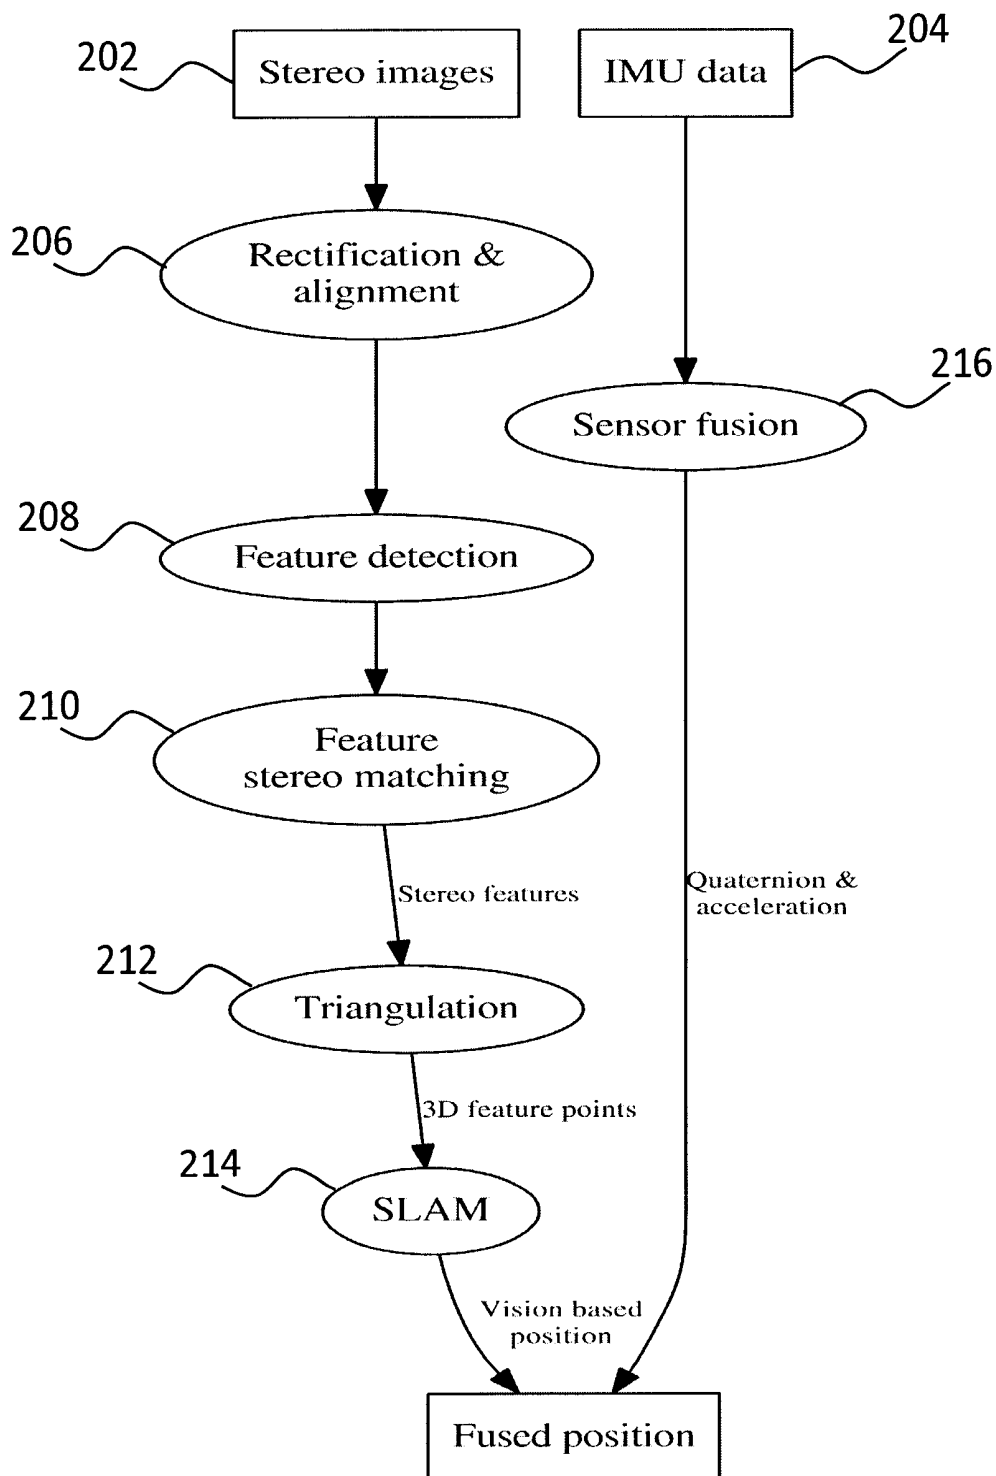 202
Stereo images
IMU data
204
206
Rectification &
alignment
216
Sensor fusion
208
Feature detection
210
Feature
stereo matching
Stereo features
Quaternion &
acceleration
212
Triangulation
3D feature points
214
SLAM
Vision based
position
Fused position